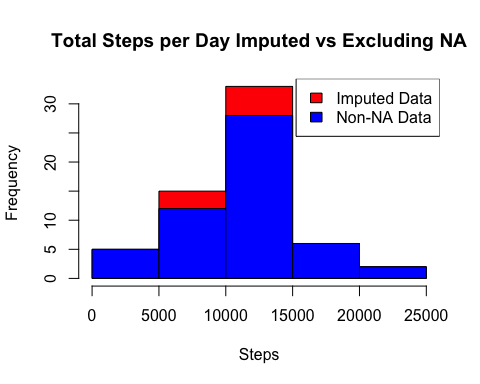 Total Steps per Day Imputed vs Excluding NA
Imputed Data
Non-NA Data
Frequency
30
20
10
5
0
0 5000 10000 15000 20000 25000
Steps